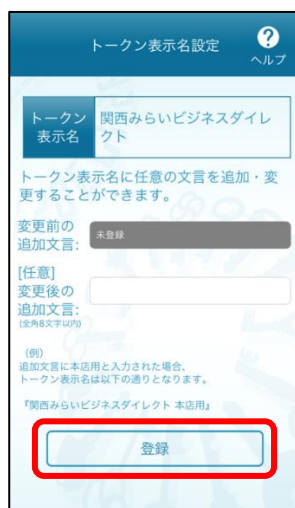 トークン表示名設定
?
ヘルプ
トークン
表示名
関西みらいビジネスダイレ
クト
トークン表示名に任意の文言を追加・変
更することができます。
変更前の
追加文言:
未登録
[任意]
変更後の
追加文言:
(全角8文字以内)
(例)
追加文言に本店用と入力された場合、
トークン表示名は以下の通りとなります。
『関西みらいビジネスダイレクト 本店用』
登録